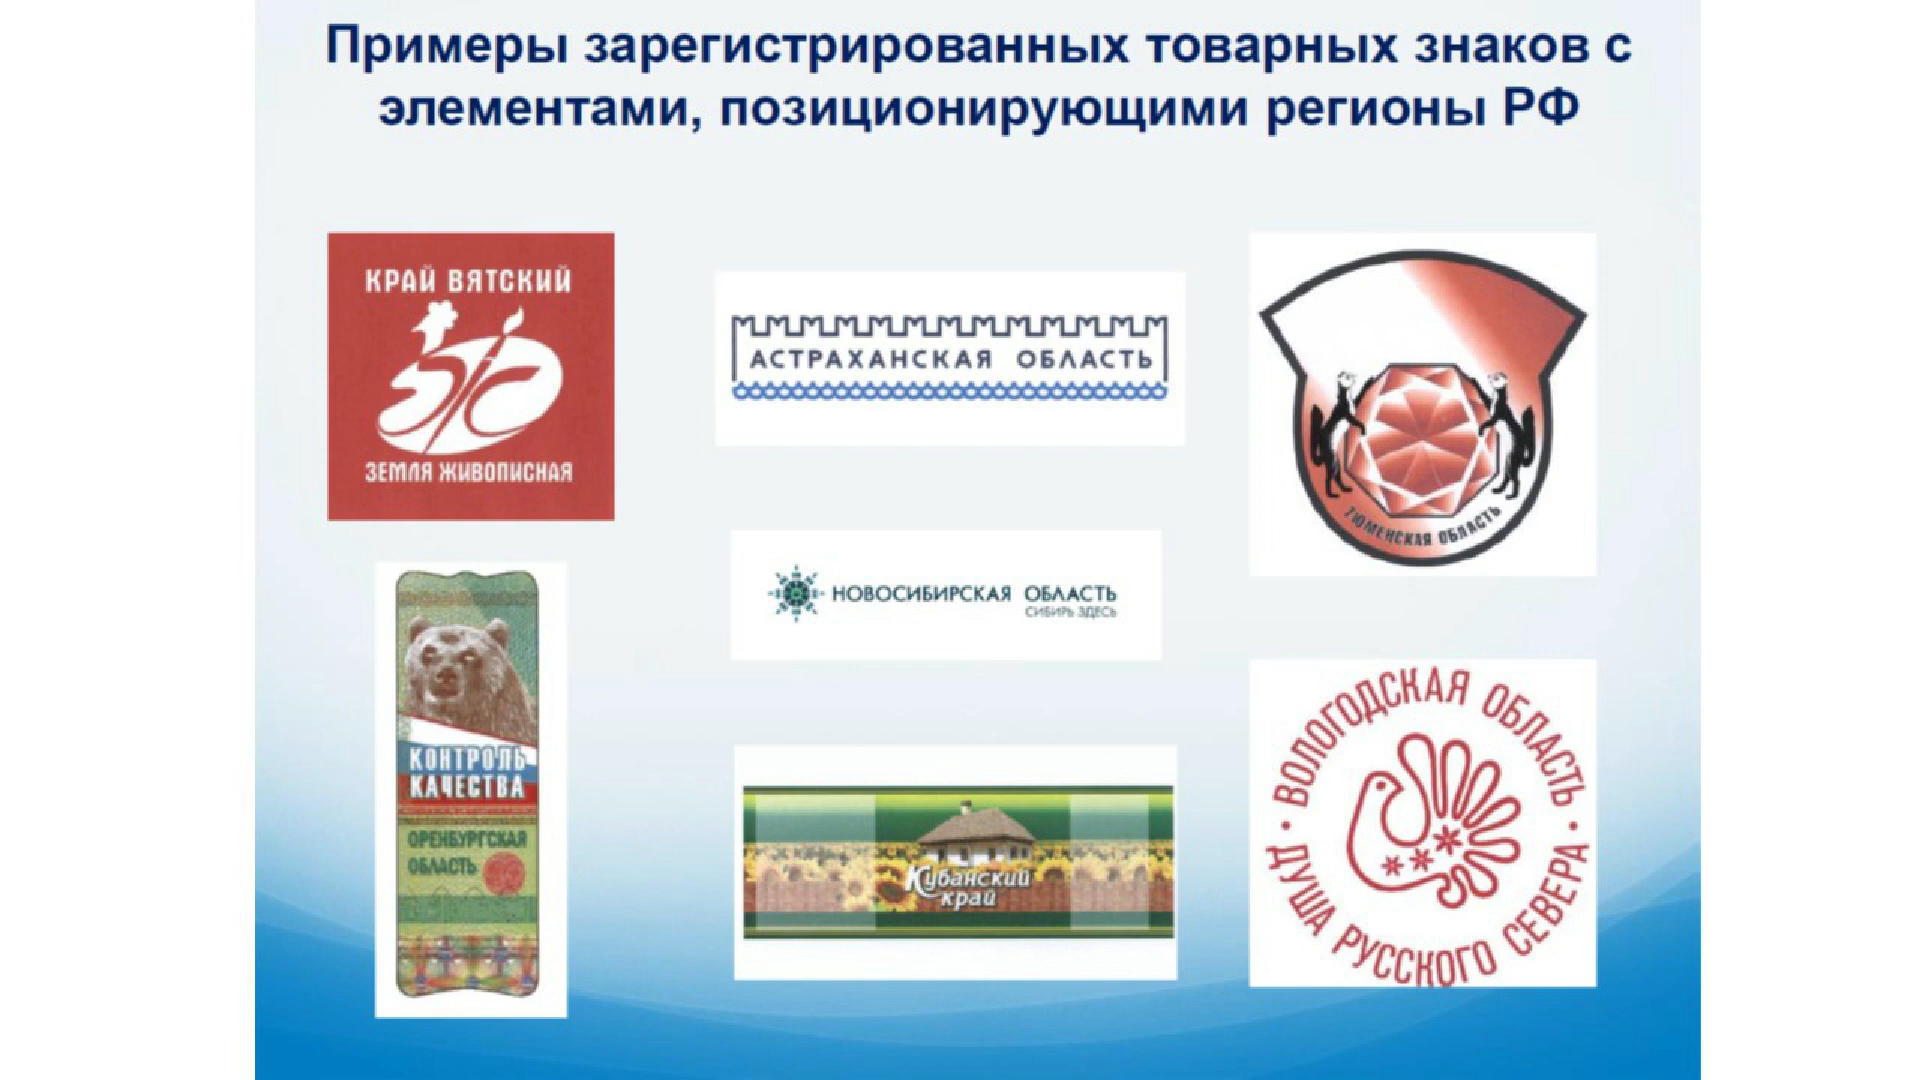 Примеры зарегистрированных товарных знаков с
элементами, позиционирующими регионы РФ
КРАЙ ВЯТСКИЙ
ЗЕМЛЯ ЖИВОПИСНАЯ
АСТРАХАНСКАЯ ОБЛАСТЬ
ТЮМЕНСКАЯ ОБЛАСТЬ
КОНТРОЛЬ
КАЧЕСТВА
ОРЕНБУРГСКАЯ
ОБЛАСТЬ
НОВОСИБИРСКАЯ ОБЛАСТЬ
СИБИРЬ ЗДЕСЬ
Кубанский
край
ВОЛОГОДСКАЯ ОБЛАСТЬ
ДУША РУССКОГО СЕВЕРА